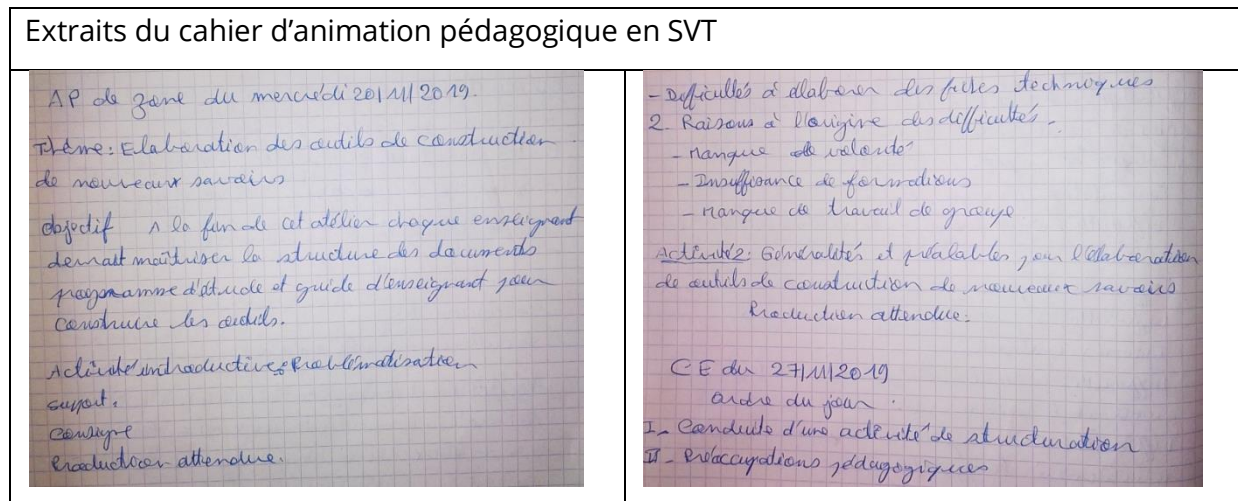 Extraits du cahier d'animation pédagogique en SVT
AP de zone du mercrédi 20/11/2019.
Thème: Elaboration des outils de construction
de nouveaux savoirs
objectif A la fin de cet atélier chaque enseignant
devrait maîtriser la structure des documents
programme d'étude et guide d'enseignant pour
construire les outils.
Activité introductive: Problématisation
support.
consigne
Production attendue.
- Difficultés à élaborer des fiches techniques
2. Raisons à l'origine des difficultés.
- Manque de volonté
- Insuffisance de formations
- Manque de travail de groupe
Activité2: Généralités et préalables pour l'élaboration
de outils de construction de nouveaux savoirs
Production attendue.
CE du 27/11/2019
ordre du jour.
I- Conduite d'une activité de structuration
II- Préoccupations pédagogiques